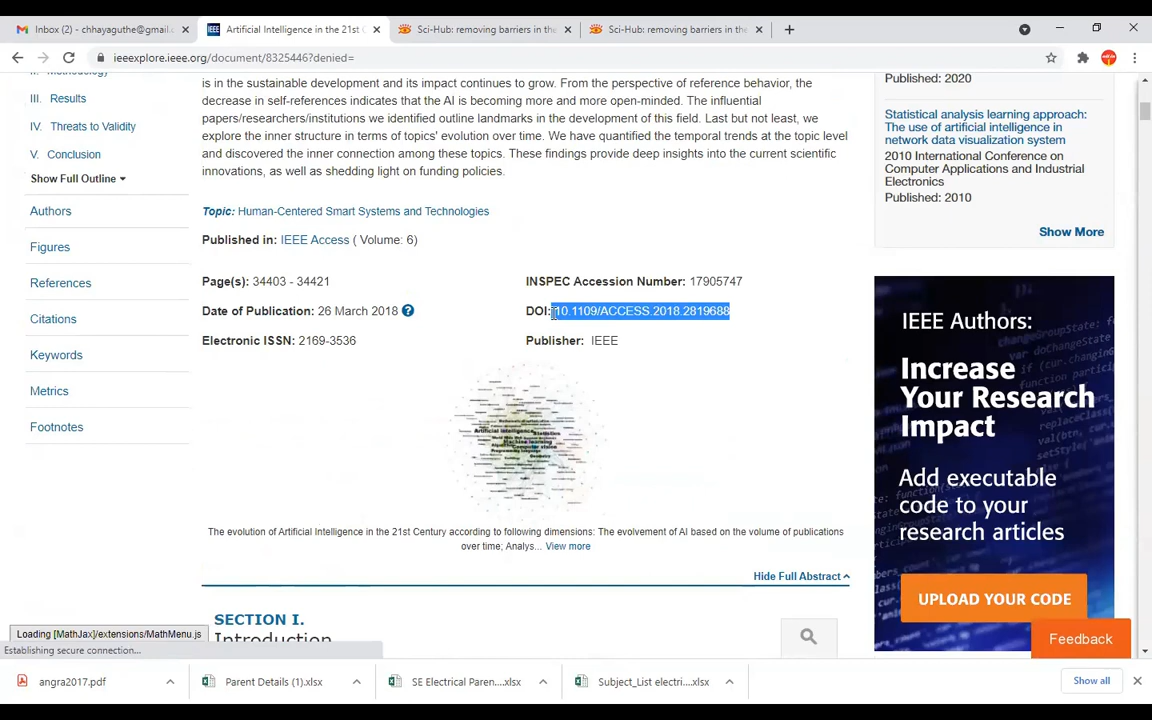 Inbox (2) - chhayaguthe@gmail.c
Artificial Intelligence in the 21st C
Sci-Hub: removing barriers in the
Sci-Hub: removing barriers in the
ieeexplore.ieee.org/document/8325446?denied=
II. Methodology
III. Results
IV. Threats to Validity
V. Conclusion
Show Full Outline
Authors
Figures
References
Citations
Keywords
Metrics
Footnotes
is in the sustainable development and its impact continues to grow. From the perspective of reference behavior, the
decrease in self-references indicates that the AI is becoming more and more open-minded. The influential
papers/researchers/institutions we identified outline landmarks in the development of this field. Last but not least, we
explore the inner structure in terms of topics' evolution over time. We have quantified the temporal trends at the topic level
and discovered the inner connection among these topics. These findings provide deep insights into the current scientific
innovations, as well as shedding light on funding policies.
Topic: Human-Centered Smart Systems and Technologies
Published in: IEEE Access ( Volume: 6)
Page(s): 34403 - 34421
INSPEC Accession Number: 17905747
Date of Publication: 26 March 2018 ?
DOI: 10.1109/ACCESS.2018.2819688
Electronic ISSN: 2169-3536
Publisher: IEEE
Artificial Intelligence
Machine learning
Computer vision
The evolution of Artificial Intelligence in the 21st Century according to following dimensions: The evolvement of AI based on the volume of publications
over time; Analys... View more
Hide Full Abstract
SECTION I.
Introduction
Published: 2020
Statistical analysis learning approach:
The use of artificial intelligence in
network data visualization system
2010 International Conference on
Computer Applications and Industrial
Electronics
Published: 2010
Show More
IEEE Authors:
Increase
Your Research
Impact
Add executable
code to your
research articles
UPLOAD YOUR CODE
Feedback
Loading [MathJax]/extensions/MathMenu.js
Establishing secure connection...
angra2017.pdf
Parent Details (1).xlsx
SE Electrical Paren....xlsx
Subject_List electri....xlsx
Show all